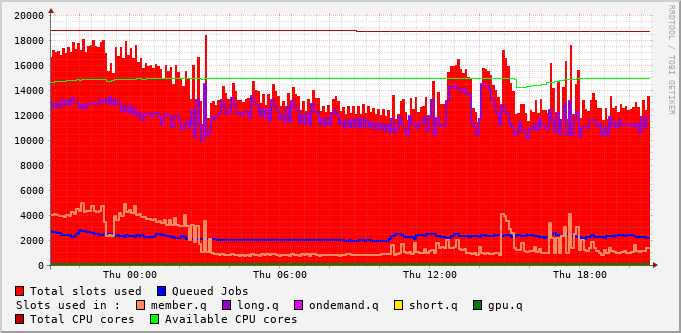 20000
18000
16000
14000
12000
10000
8000
6000
4000
2000
0
Thu 00:00 Thu 06:00 Thu 12:00 Thu 18:00
RRDTOOL / TOBI OETIKER
Total slots used Queued Jobs
Slots used in : member.q long.q ondemand.q short.q gpu.q
Total CPU cores Available CPU cores